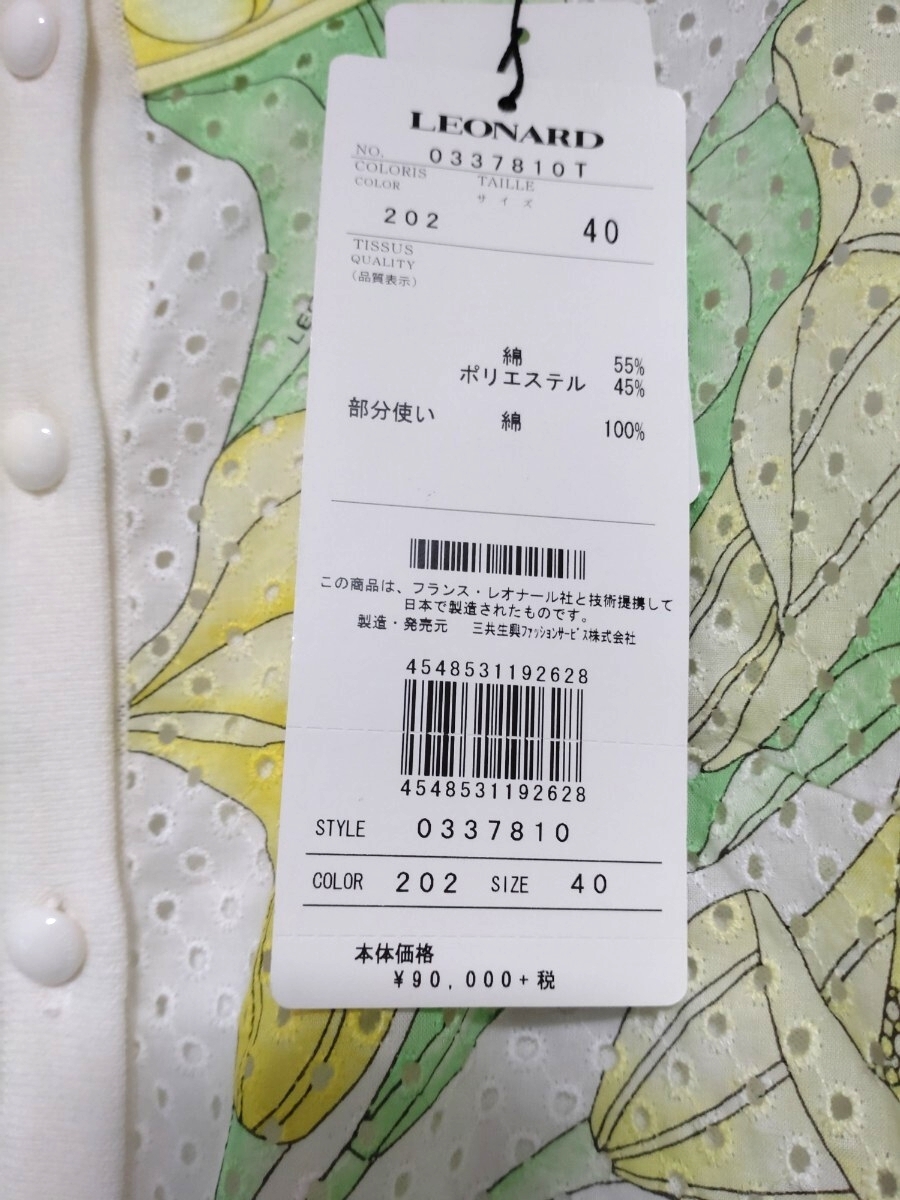 LEONARD
NO. 0337810T
COLORIS TAILLE
COLOR サイズ
202 40
TISSUS
QUALITY
(品質表示)
綿 55%
ポリエステル 45%
部分使い 綿 100%
この商品は、フランス・レオナール社と技術提携して
日本で製造されたものです。
製造・発売元 三共生興ファッションサービス株式会社
4548531192628
4548531192628
STYLE 0337810
COLOR 202 SIZE 40
本体価格
¥90,000+税
LEO